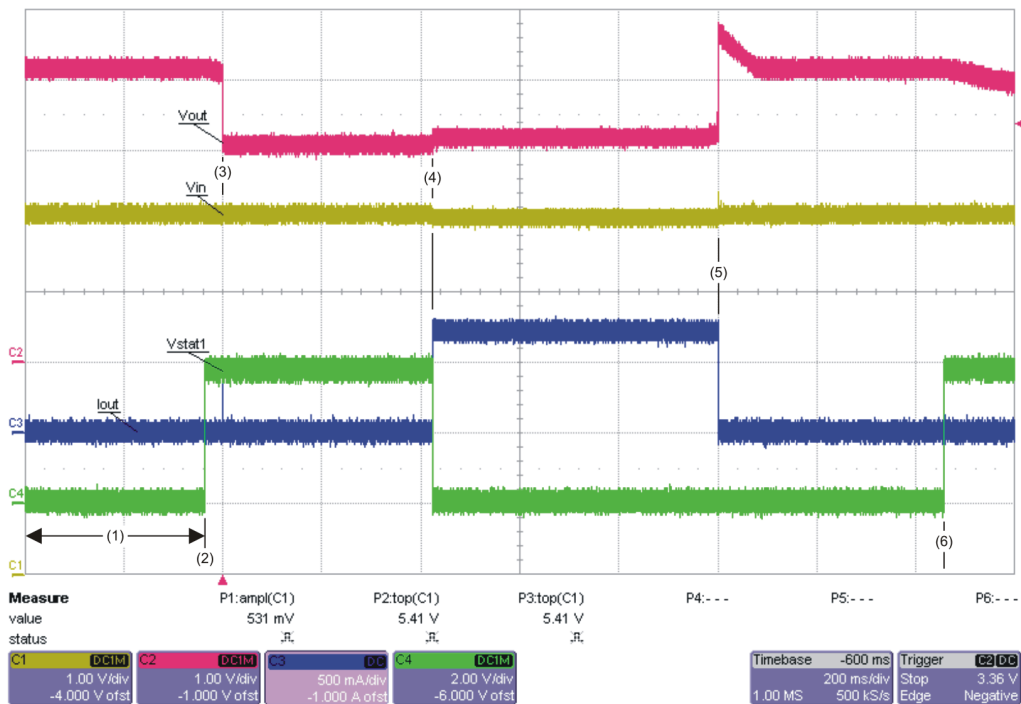 Vout
(3)
(4)
Vin
(5)
C2
Vstat1
Iout
C3
C4
(1)
(2)
(6)
C1
Measure P1:ampl(C1) P2:top(C1) P3:top(C1) P4:- - - P5:- - - P6:- - -
value 531 mV 5.41 V 5.41 V
status
C1 DC1M
1.00 V/div
-4.000 V ofst
C2 DC1M
1.00 V/div
-1.000 V ofst
C3 DC
500 mA/div
-1.000 A ofst
C4 DC1M
2.00 V/div
-6.000 V ofst
Timebase -600 ms
200 ms/div
1.00 MS 500 kS/s
Trigger C2 DC
Stop 3.36 V
Edge Negative